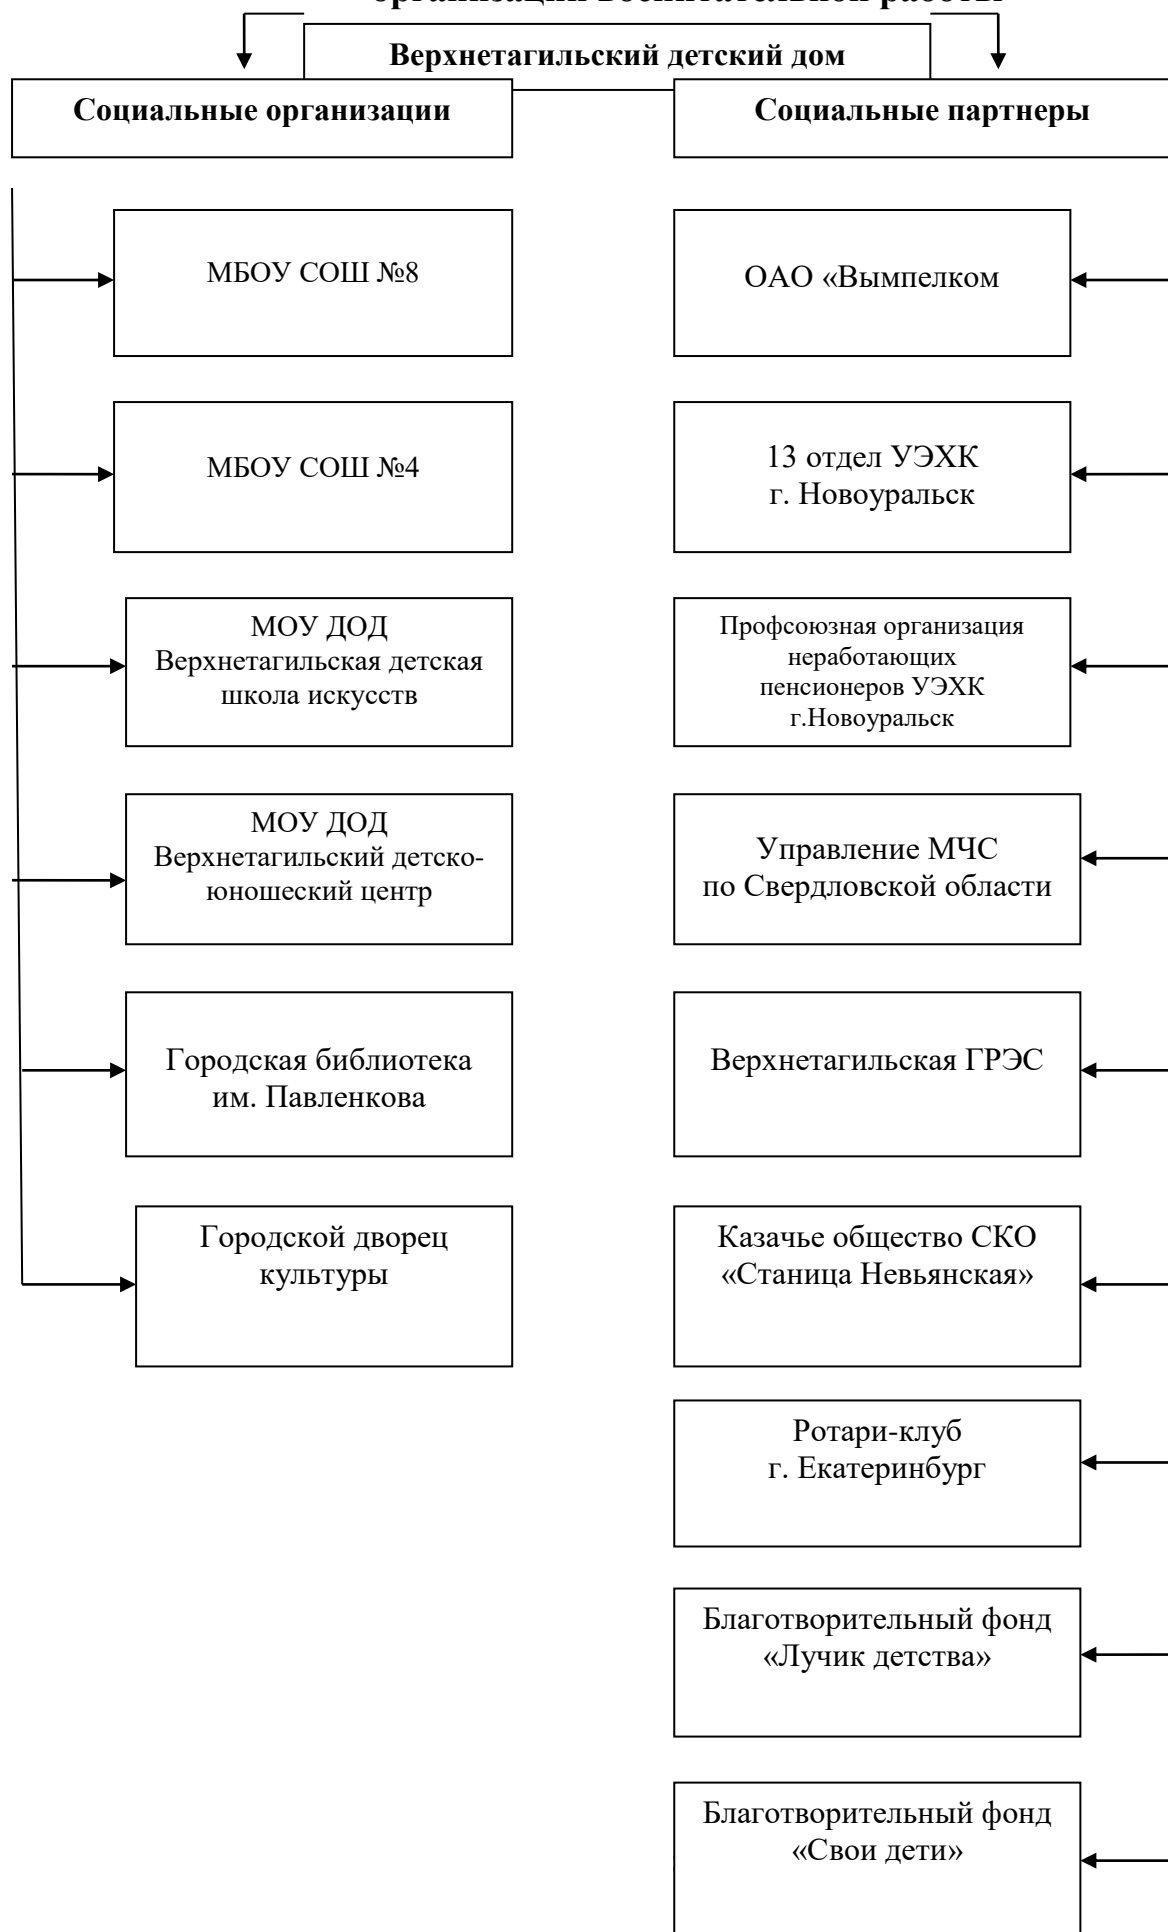 организации воспитательной работы
Верхнетагильский детский дом
Социальные организации
Социальные партнеры
МБОУ СОШ №8
ОАО «Вымпелком
МБОУ СОШ №4
13 отдел УЭХК
г. Новоуральск
МОУ ДОД
Верхнетагильская детская
школа искусств
Профсоюзная организация
неработающих
пенсионеров УЭХК
г.Новоуральск
МОУ ДОД
Верхнетагильский детско-
юношеский центр
Управление МЧС
по Свердловской области
Городская библиотека
им. Павленкова
Верхнетагильская ГРЭС
Городской дворец
культуры
Казачье общество СКО
«Станица Невьянская»
Ротари-клуб
г. Екатеринбург
Благотворительный фонд
«Лучик детства»
Благотворительный фонд
«Свои дети»